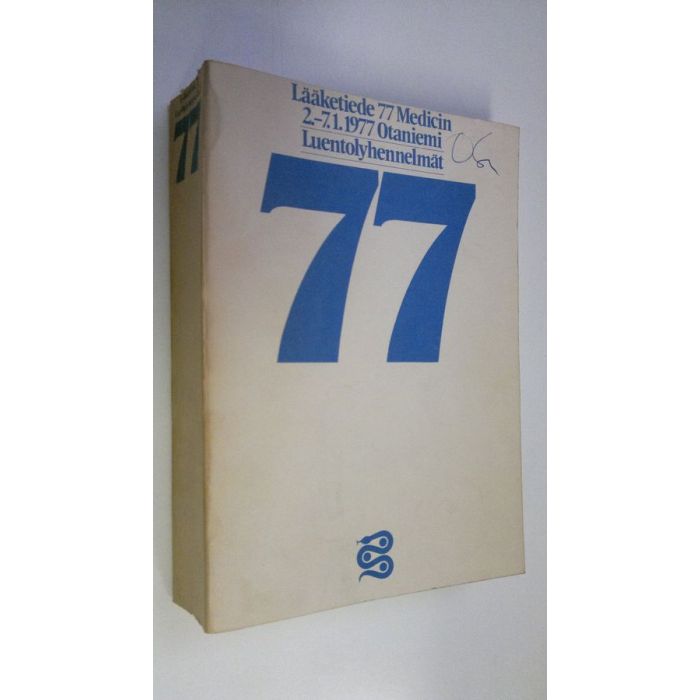 Lääketiede 77 Medicin
2.–7.1.1977 Otaniemi
Luentolyhennelmät
77
77